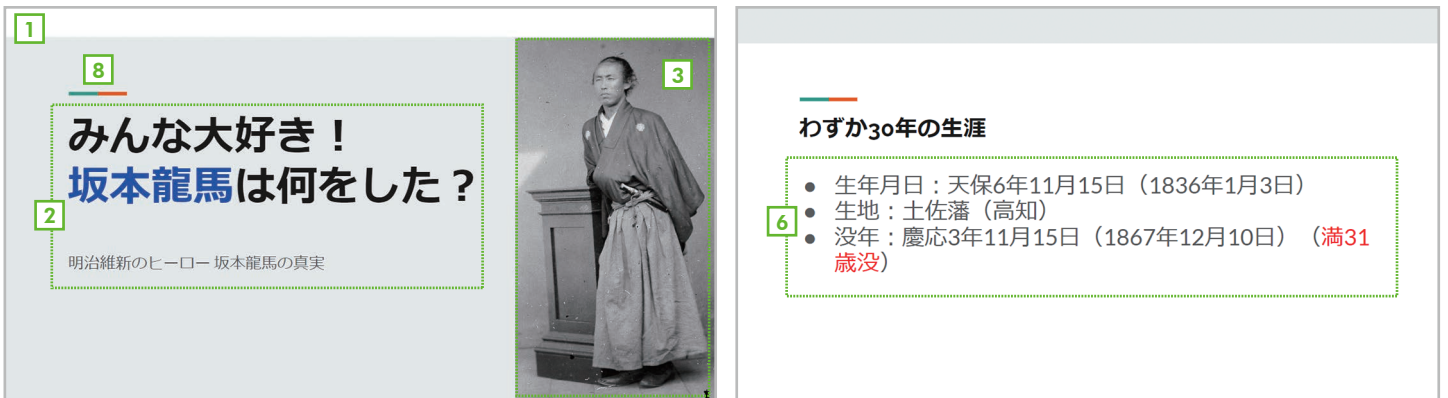 1
8
3
みんな大好き！
坂本龍馬は何をした？
2
明治維新のヒーロー 坂本龍馬の真実
わずか30年の生涯
● 生年月日：天保6年11月15日（1836年1月3日）
● 生地：土佐藩（高知）
6
● 没年：慶応3年11月15日（1867年12月10日）（満31
歳没）